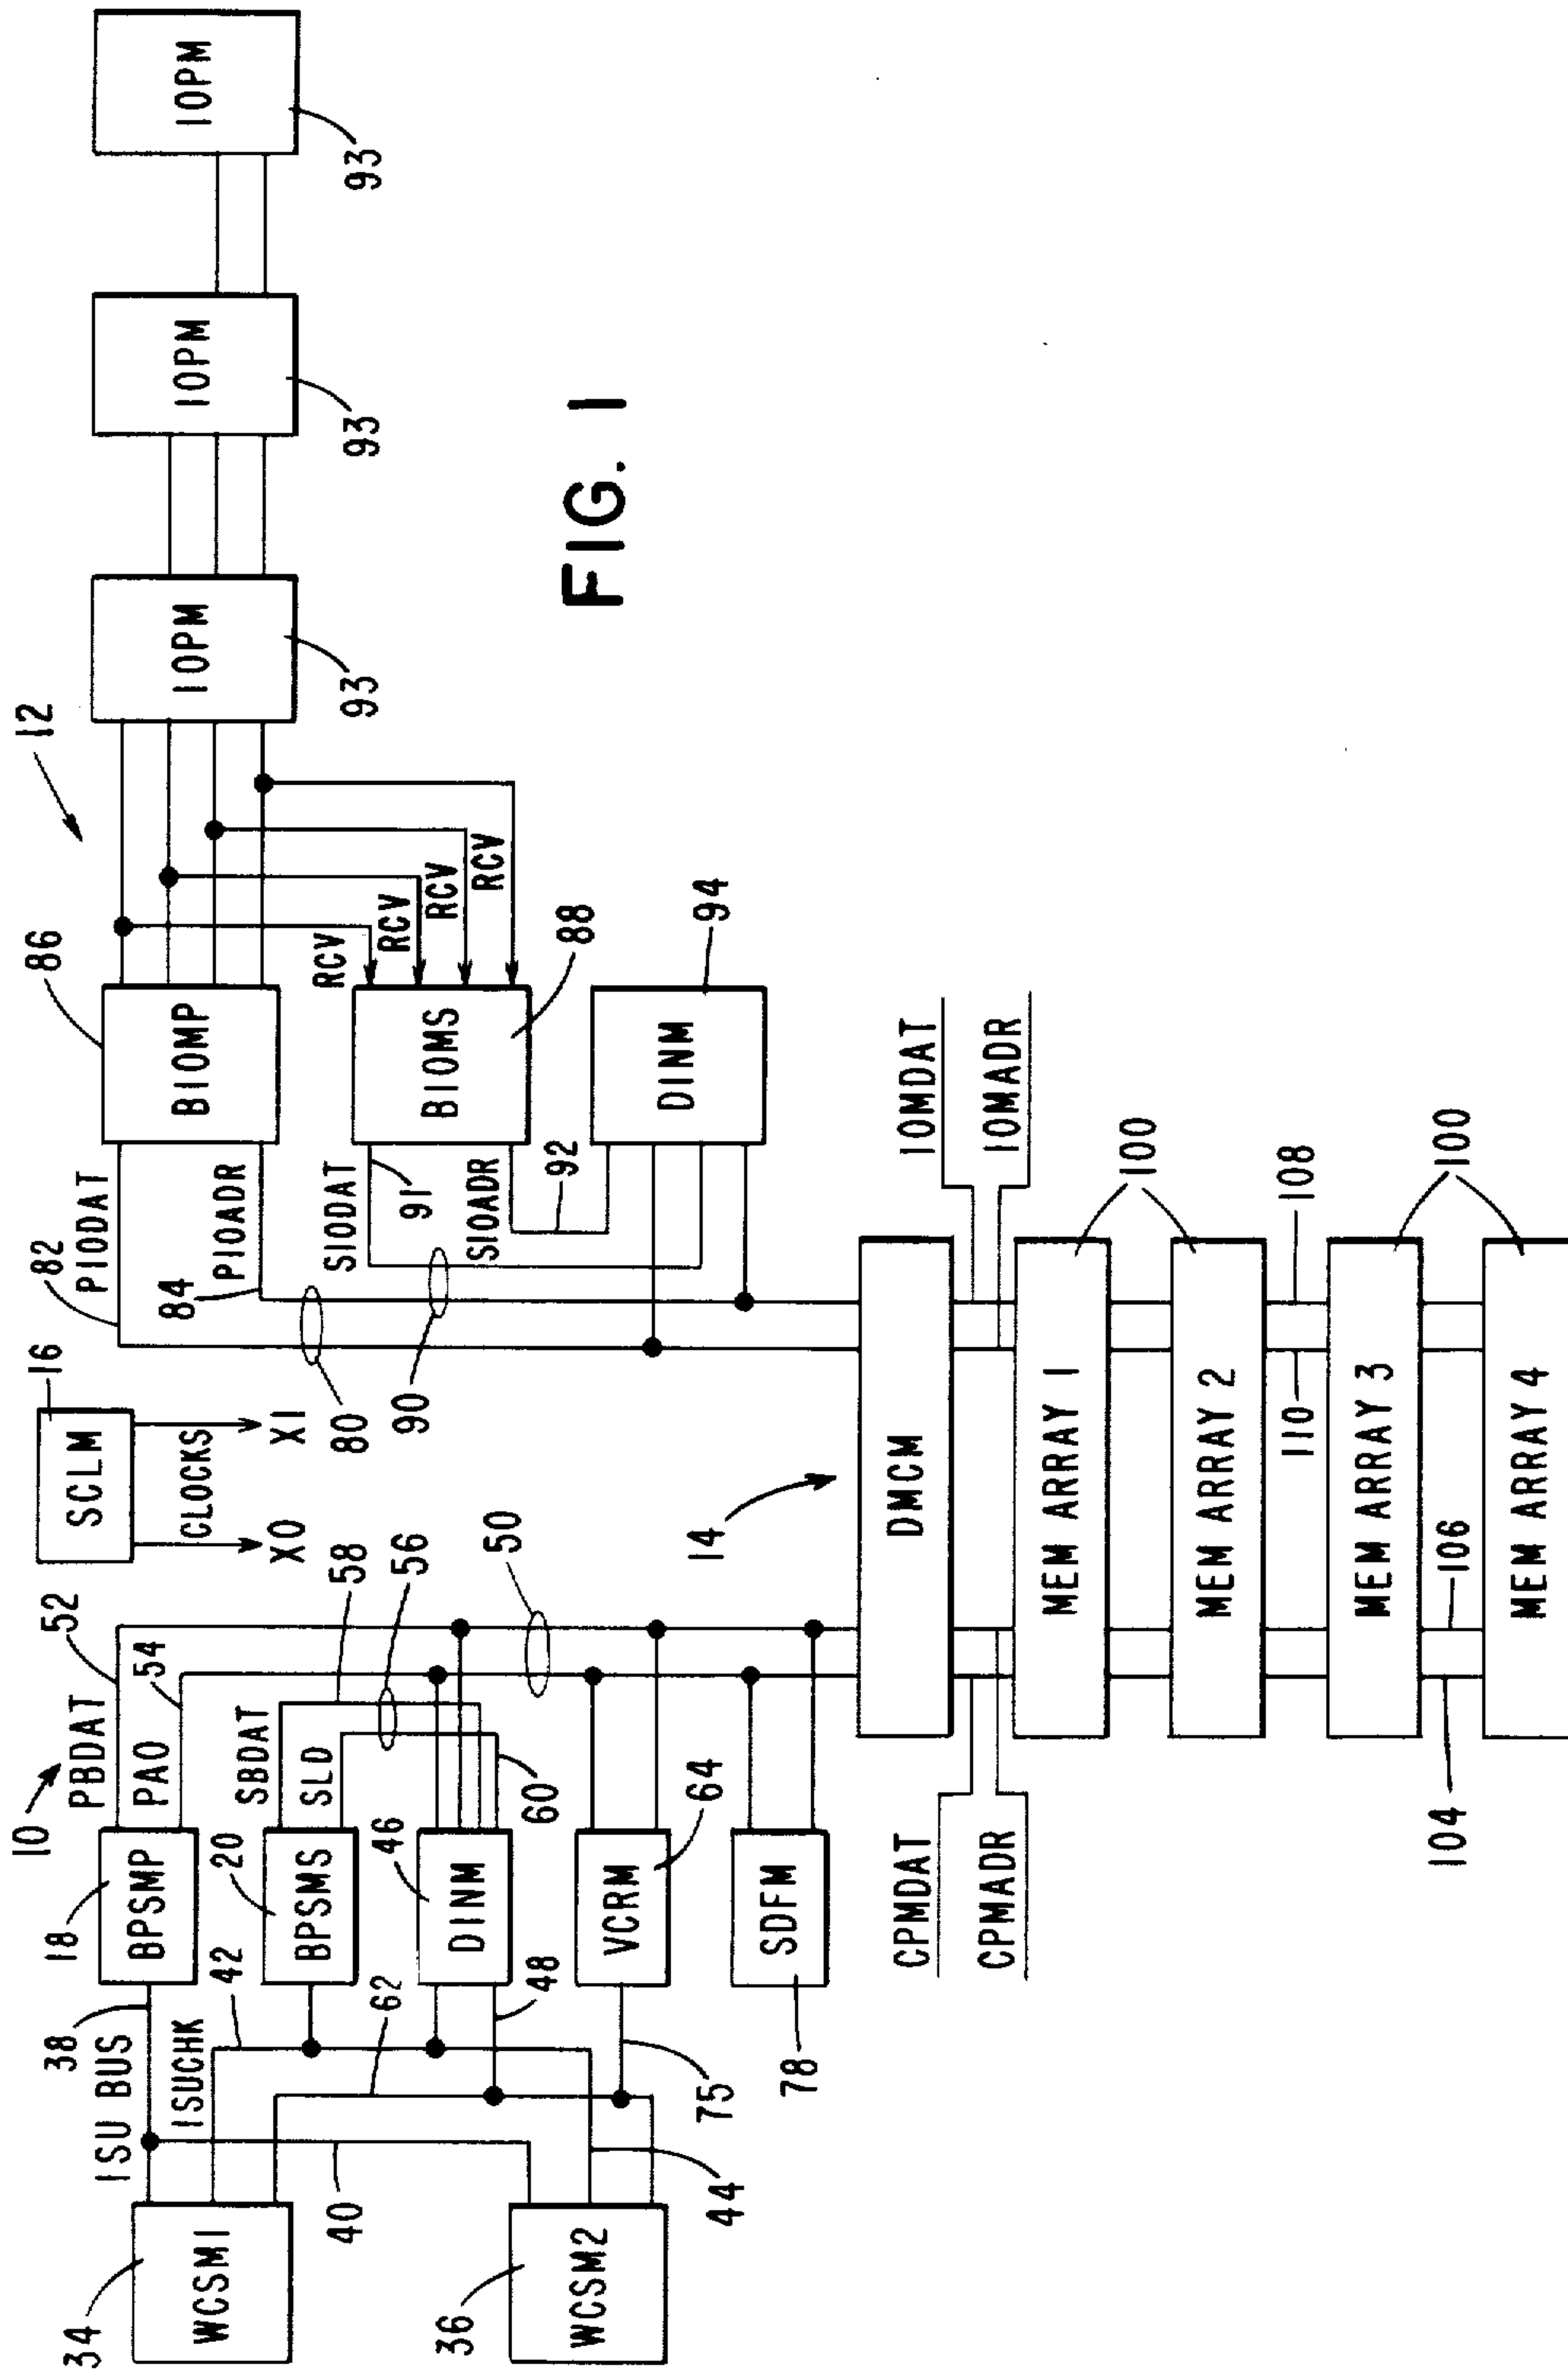 FIG. 1
10
12
14
16
SCLM
CLOCKS
X0
X1
34
WCSM1
36
WCSM2
ISU BUS
38
ISUCHK
42
40
44
62
48
75
18
BPSMP
20
BPSMS
46
DINM
VCRM
64
SDFM
78
PBDAT
52
PAO
54
SBDAT
58
SLD
56
60
50
82
PIODAT
84
PIOADR
80
90
SIODAT
91
SIOADR
92
86
BIOMP
BIOMS
88
DINM
94
RCV
RCV
RCV
RCV
IOPM
93
IOPM
93
IOPM
93
DMCM
CPMDAT
CPMADR
IOMDAT
IOMADR
MEM ARRAY 1
100
MEM ARRAY 2
110
108
MEM ARRAY 3
100
104
106
MEM ARRAY 4